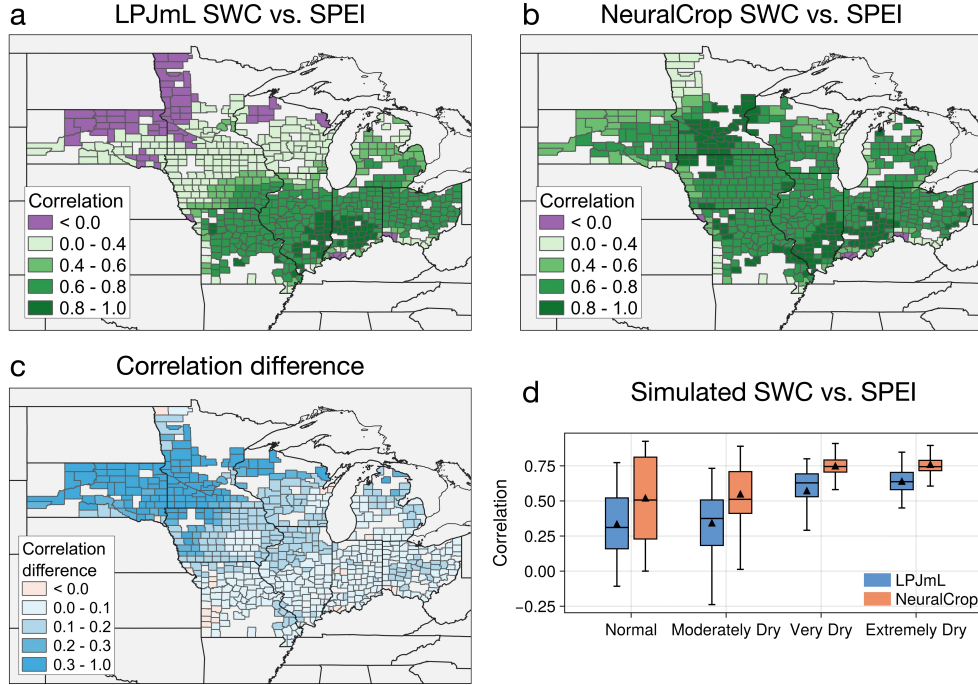 a
LPJmL SWC vs. SPEI
Correlation
< 0.0
0.0 - 0.4
0.4 - 0.6
0.6 - 0.8
0.8 - 1.0
b
NeuralCrop SWC vs. SPEI
Correlation
< 0.0
0.0 - 0.4
0.4 - 0.6
0.6 - 0.8
0.8 - 1.0
c
Correlation difference
Correlation
difference
< 0.0
0.0 - 0.1
0.1 - 0.2
0.2 - 0.3
0.3 - 1.0
d
Simulated SWC vs. SPEI
Correlation
0.75
0.50
0.25
0.00
−0.25
LPJmL
NeuralCrop
Normal
Moderately Dry
Very Dry
Extremely Dry